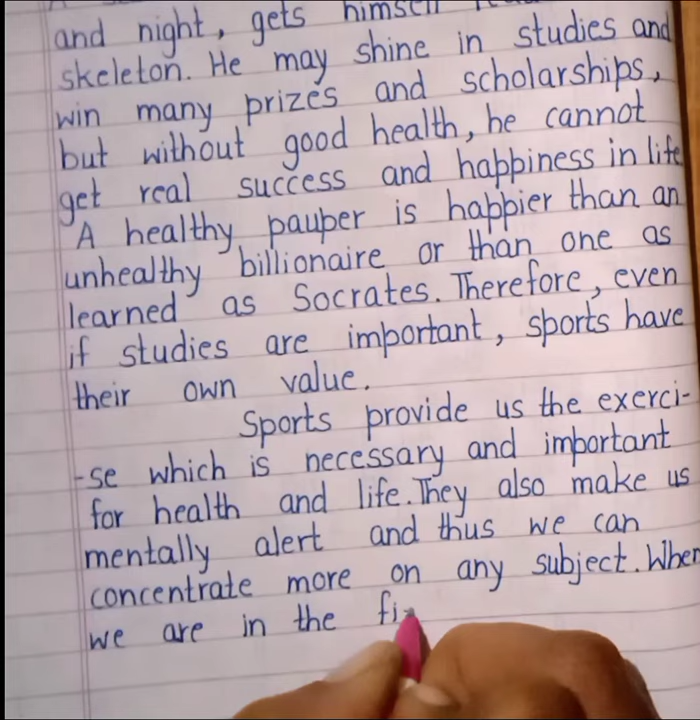 and night, gets himself
skeleton. He may shine in studies and
win many prizes and scholarships,
but without good health, he cannot
get real success and happiness in life
A healthy pauper is happier than an
unhealthy billionaire or than one as
learned as Socrates. Therefore, even
if studies are important, sports have
their own value.
Sports provide us the exerci-
-se which is necessary and important
for health and life. They also make us
mentally alert and thus we can
concentrate more on any subject. When
we are in the fi